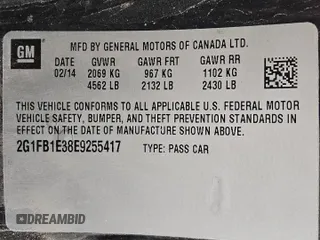 GM
MFD BY GENERAL MOTORS OF CANADA LTD.
DATE GVWR GAWR FRT GAWR RR
02/14 2069 KG 967 KG 1102 KG
4562 LB 2132 LB 2430 LB
THIS VEHICLE CONFORMS TO ALL APPLICABLE U.S. FEDERAL MOTOR
VEHICLE SAFETY, BUMPER, AND THEFT PREVENTION STANDARDS IN
EFFECT ON THE DATE OF MANUFACTURE SHOWN ABOVE.
2G1FB1E38E9255417 TYPE: PASS CAR
DREAMBID